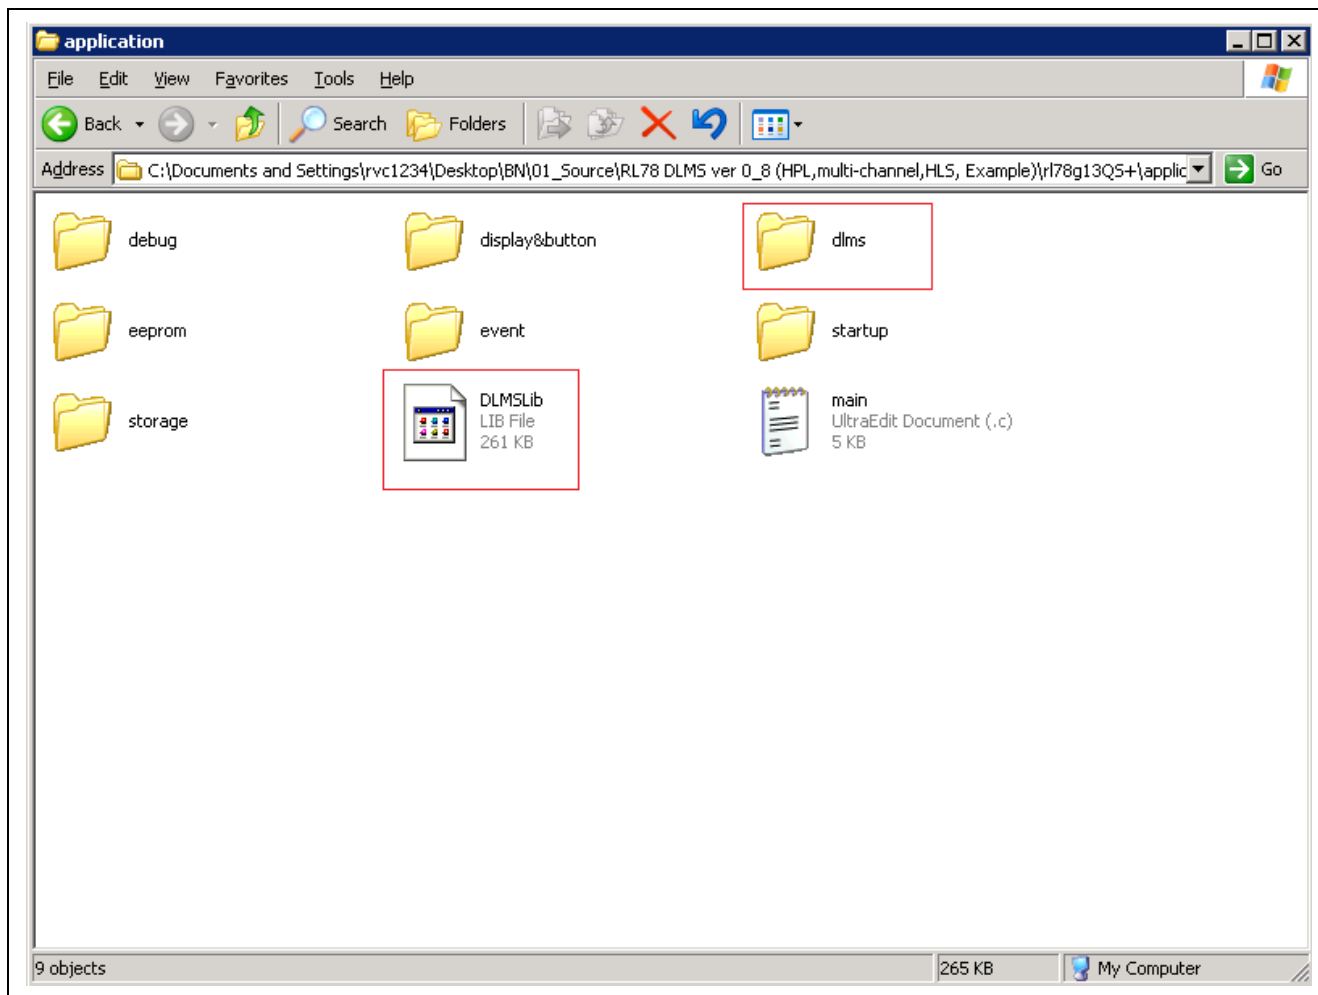 application
File Edit View Favorites Tools Help
Back Search Folders
Address C:\Documents and Settings\rvc1234\Desktop\BN\01_Source\RL78 DLMS ver 0_8 (HPL,multi-channel,HLS, Example)\rl78g13QS+\applic Go
debug display&button dlms
eeprom event startup
storage
DLMSLib
LIB File
261 KB
main
UltraEdit Document (.c)
5 KB
9 objects 265 KB My Computer